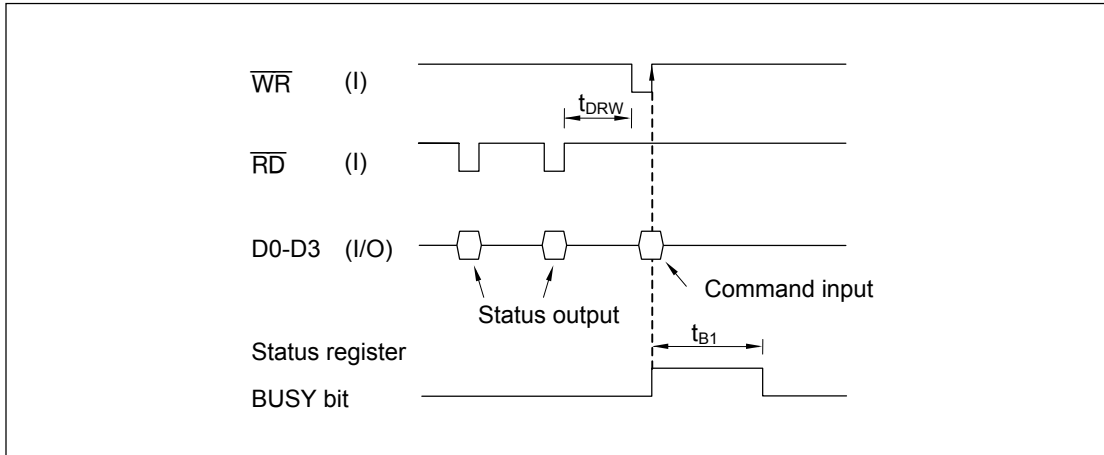 WR (I)
tDRW
RD (I)
D0-D3 (I/O)
Command input
Status output
tB1
Status register
BUSY bit